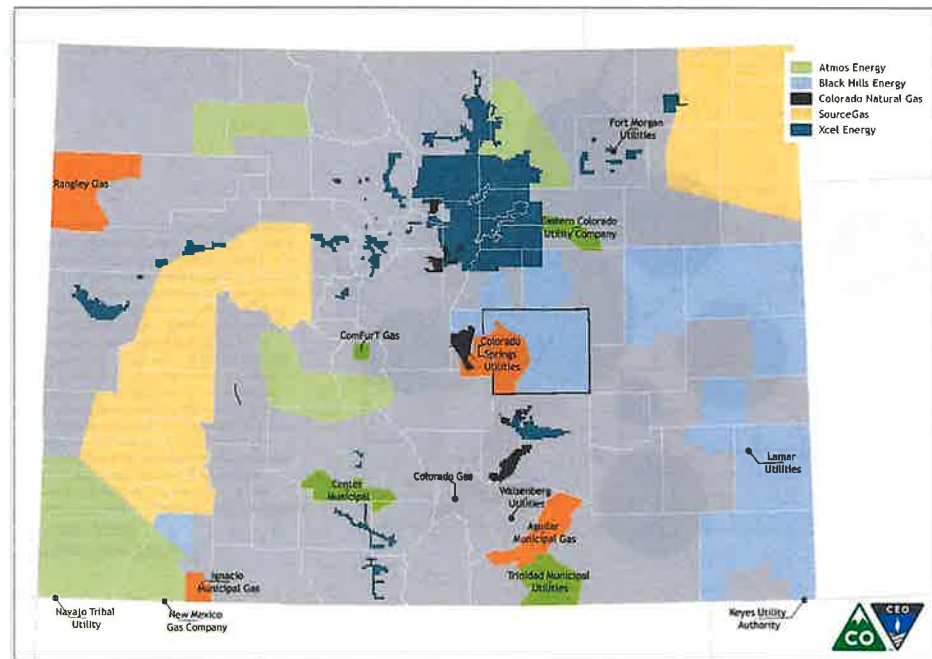 Atmos Energy
Black Hills Energy
Colorado Natural Gas
SourceGas
Xcel Energy
Fort Morgan
Utilities
Rangley Gas
Eastern Colorado
Utility Company
ComFurT Gas
Colorado
Springs
Utilities
Lamar
Utilities
Colorado Gas
Center
Municipal
Walsenberg
Utilities
Aguilar
Municipal Gas
Ignacio
Municipal Gas
Trinidad Municipal
Utilities
Navajo Tribal
Utility
New Mexico
Gas Company
Keyes Utility
Authority
CO
CEO